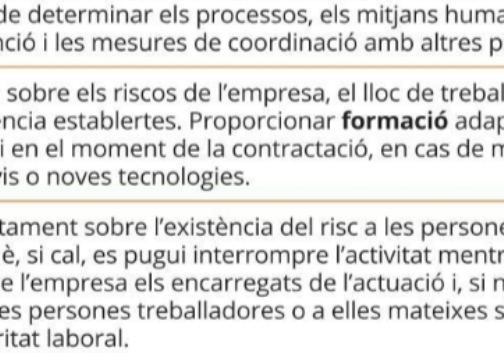 de determinar els processos, els mitjans huma
nció i les mesures de coordinació amb altres p
sobre els riscos de l'empresa, el lloc de trebal
encia establertes. Proporcionar formació adap
i en el moment de la contractació, en cas de m
vis o noves tecnologies.
tament sobre l'existència del risc a les persone
è, si cal, es pugui interrompre l'activitat mentr
e l'empresa els encarregats de l'actuació i, si n
es persones treballadores o a elles mateixes s
ritat laboral.